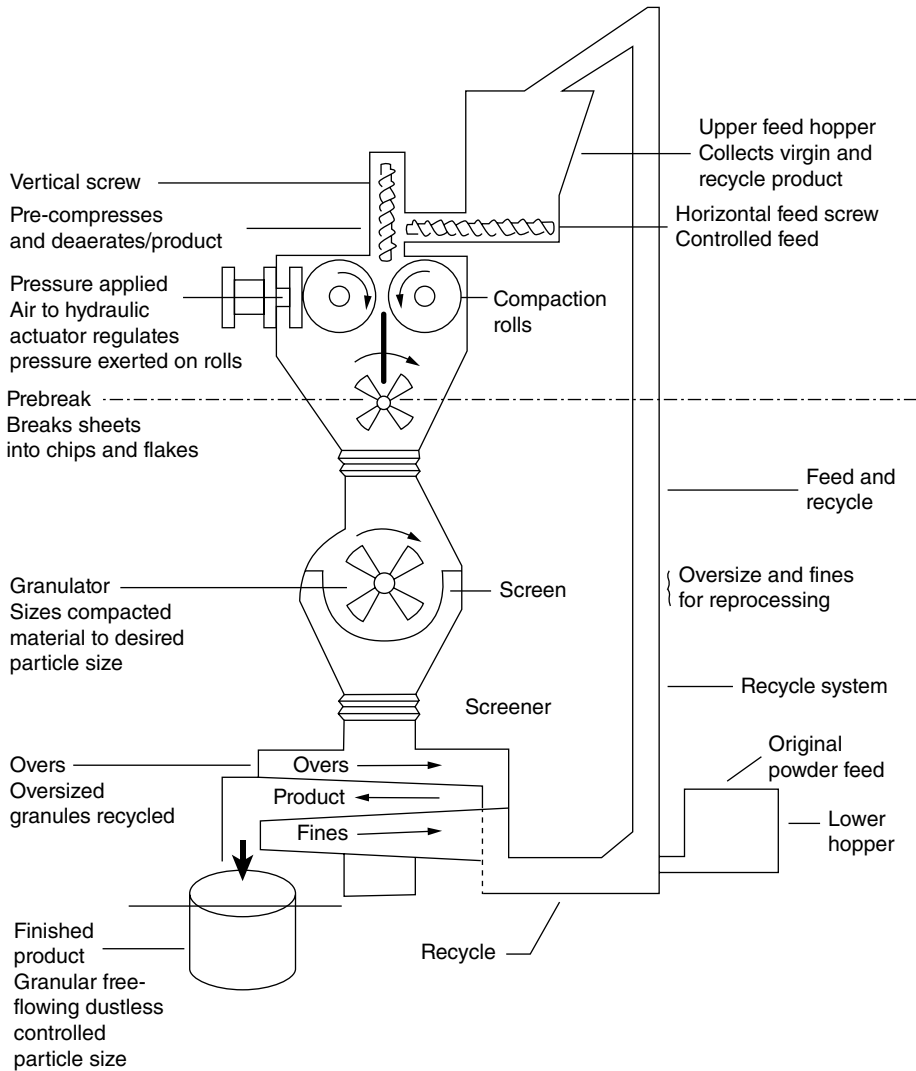 Upper feed hopper
Collects virgin and
recycle product
Vertical screw
Pre-compresses
and deaerates/product
Horizontal feed screw
Controlled feed
Pressure applied
Air to hydraulic
actuator regulates
pressure exerted on rolls
Compaction
rolls
Prebreak
Breaks sheets
into chips and flakes
Feed and
recycle
Granulator
Sizes compacted
material to desired
particle size
Screen
Oversize and fines
for reprocessing
Recycle system
Screener
Original
powder feed
Lower
hopper
Overs
Oversized
granules recycled
Overs
Product
Fines
Finished
product
Granular free-
flowing dustless
controlled
particle size
Recycle